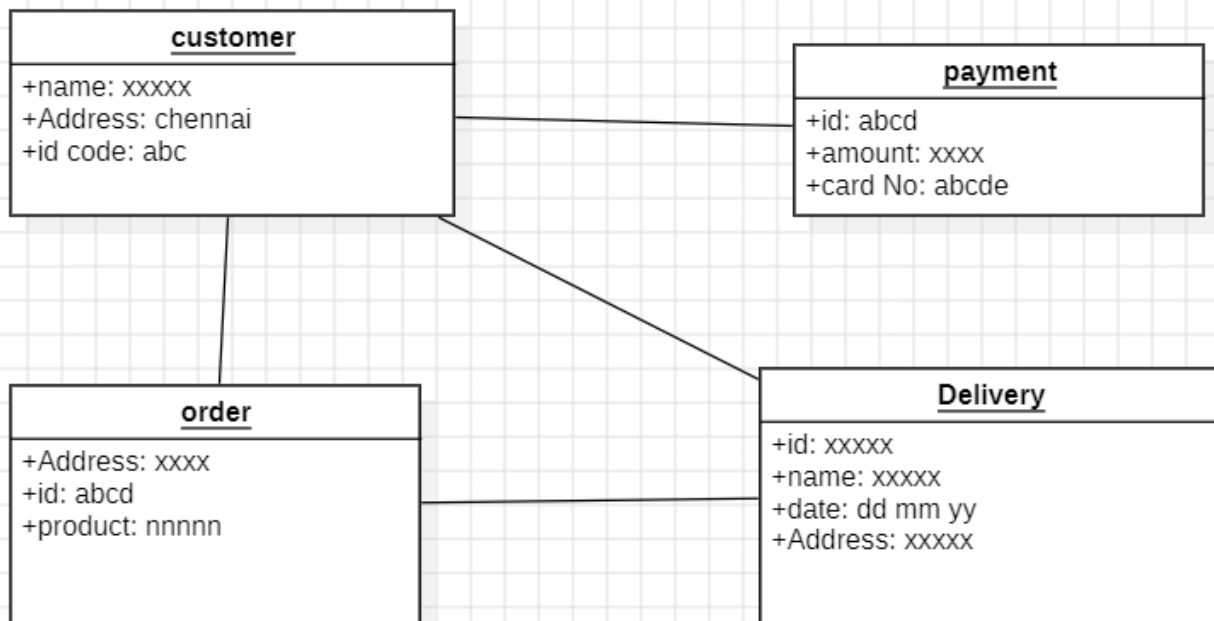 customer
+name: xxxxx
+Address: chennai
+id code: abc
payment
+id: abcd
+amount: xxxx
+card No: abcde
order
+Address: xxxx
+id: abcd
+product: nnnnn
Delivery
+id: xxxxx
+name: xxxxx
+date: dd mm yy
+Address: xxxxx